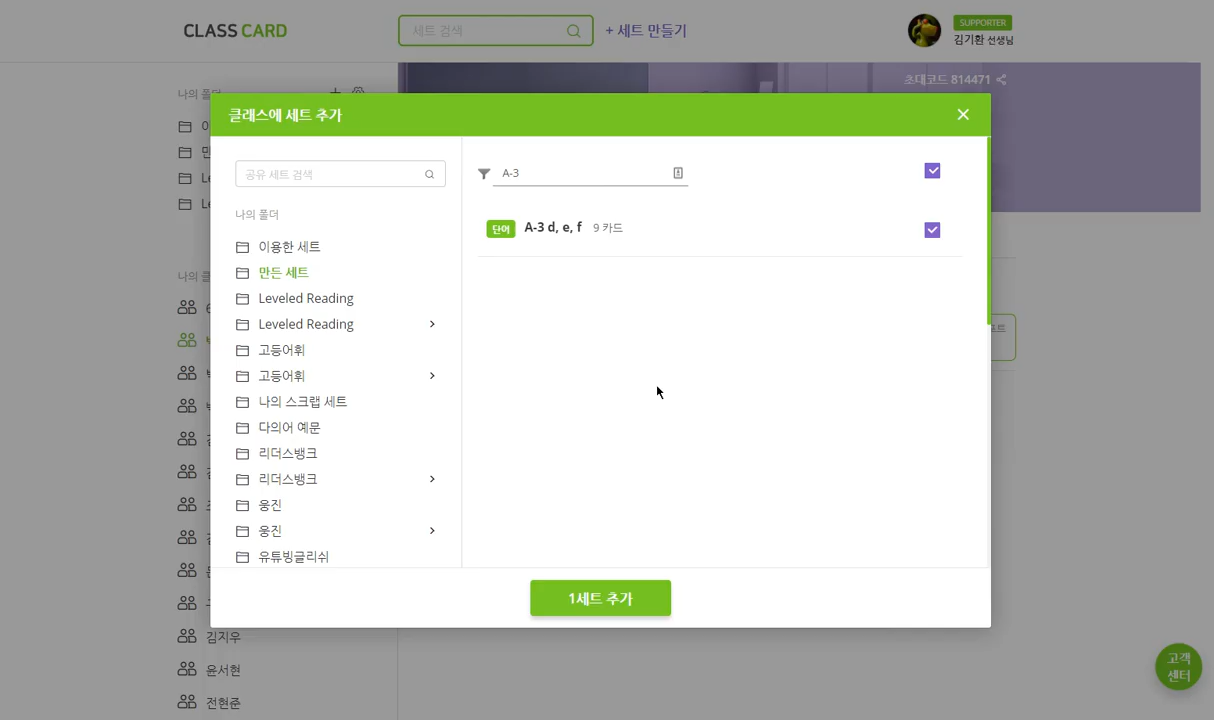 CLASS CARD
세트 검색
+ 세트 만들기
SUPPORTER
김기환 선생님
초대코드 814471
나의 폴
클래스에 세트 추가
공유 세트 검색
나의 폴더
이용한 세트
만든 세트
Leveled Reading
Leveled Reading
고등어휘
고등어휘
나의 스크랩 세트
다의어 예문
리더스뱅크
리더스뱅크
웅진
웅진
유튜빙글리쉬
A-3
단어 A-3 d, e, f 9 카드
1세트 추가
나의 클
김지우
윤서현
전현준
고객
센터